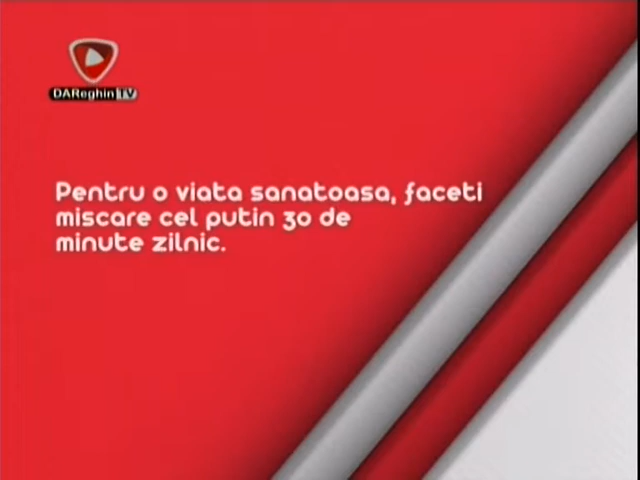 DAReghin TV
Pentru o viata sanatoasa, faceti
miscare cel putin 30 de
minute zilnic.